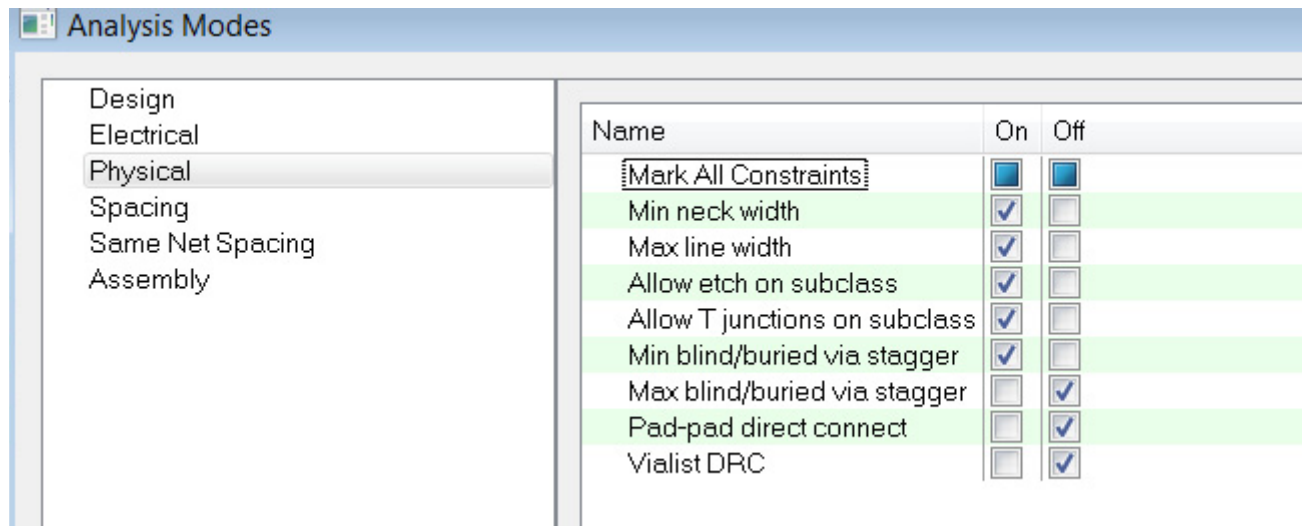 Analysis Modes
Design
Electrical
Physical
Spacing
Same Net Spacing
Assembly
Name On Off
Mark All Constraints
Min neck width
Max line width
Allow etch on subclass
Allow T junctions on subclass
Min blind/buried via stagger
Max blind/buried via stagger
Pad-pad direct connect
Vialist DRC